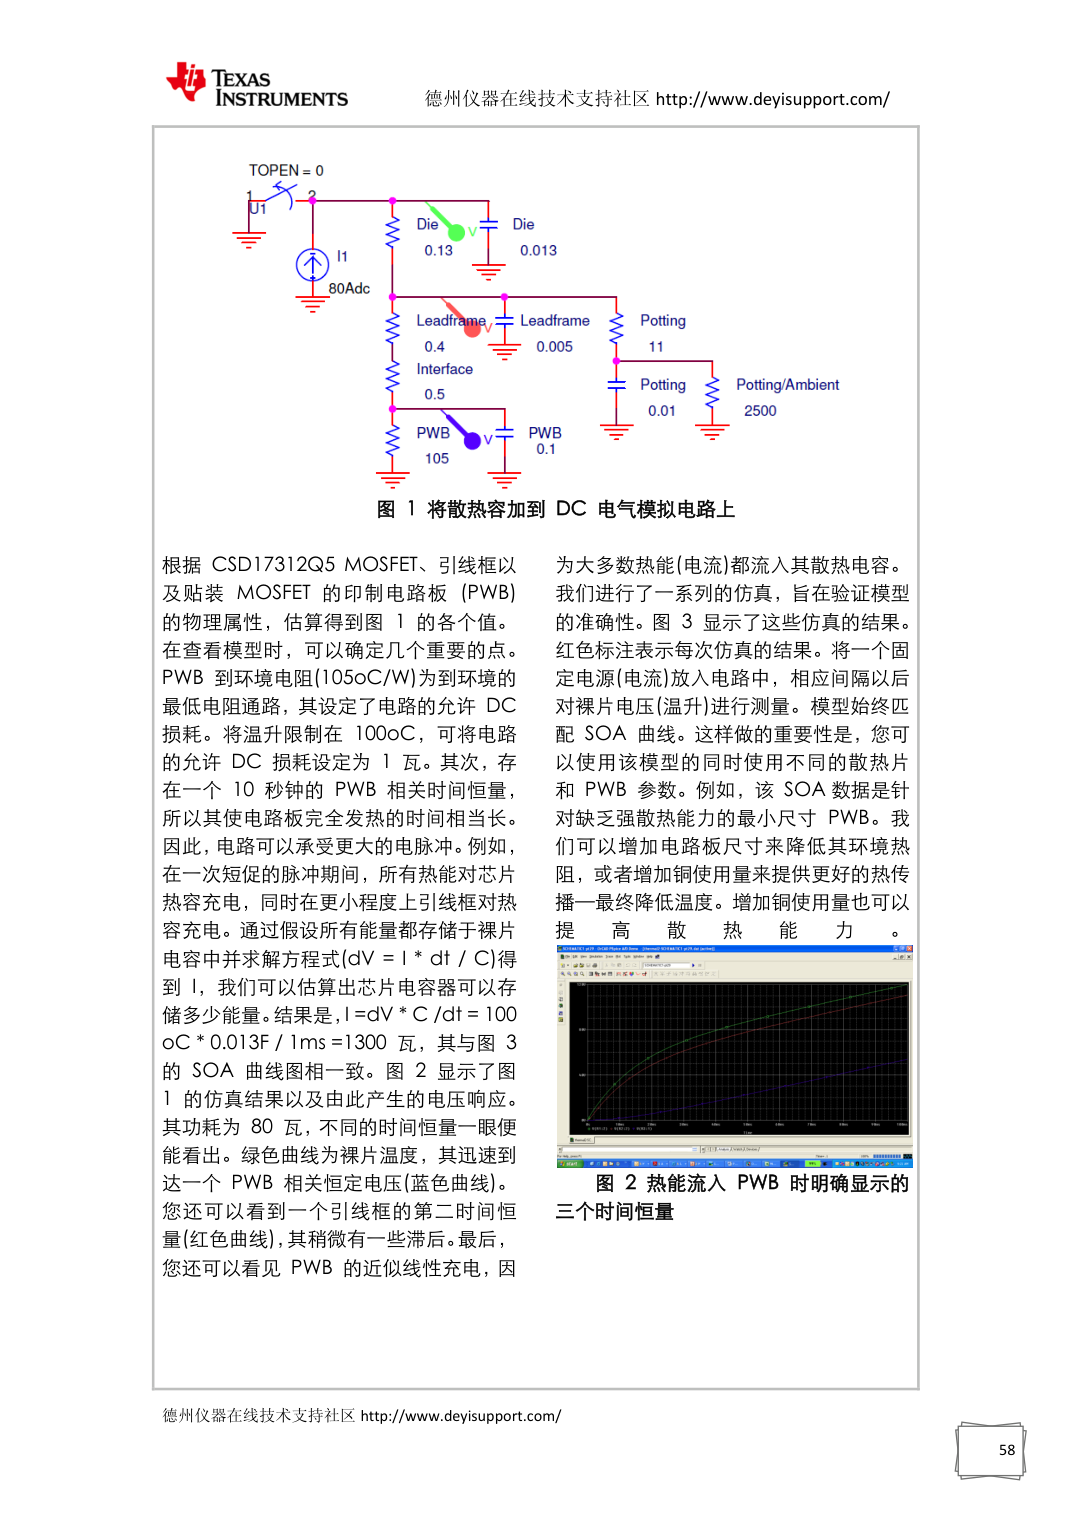 TEXAS
INSTRUMENTS
德州仪器在线技术支持社区 http://www.deyisupport.com/
TOPEN = 0
1
2
U1
I1
80Adc
Die
0.13
V
Die
0.013
Leadframe
0.4
V
Leadframe
0.005
Potting
11
Interface
0.5
Potting
0.01
Potting/Ambient
2500
PWB
105
V
PWB
0.1
图 1 将散热容加到 DC 电气模拟电路上
根据 CSD17312Q5 MOSFET、引线框以
及贴装 MOSFET 的印制电路板 (PWB)
的物理属性，估算得到图 1 的各个值。
在查看模型时，可以确定几个重要的点。
PWB 到环境电阻(105oC/W)为到环境的
最低电阻通路，其设定了电路的允许 DC
损耗。将温升限制在 100oC，可将电路
的允许 DC 损耗设定为 1 瓦。其次，存
在一个 10 秒钟的 PWB 相关时间恒量，
所以其使电路板完全发热的时间相当长。
因此，电路可以承受更大的电脉冲。例如，
在一次短促的脉冲期间，所有热能对芯片
热容充电，同时在更小程度上引线框对热
容充电。通过假设所有能量都存储于裸片
电容中并求解方程式(dV = I * dt / C)得
到 I，我们可以估算出芯片电容器可以存
储多少能量。结果是，I =dV * C /dt = 100
oC * 0.013F / 1ms =1300 瓦，其与图 3
的 SOA 曲线图相一致。图 2 显示了图
1 的仿真结果以及由此产生的电压响应。
其功耗为 80 瓦，不同的时间恒量一眼便
能看出。绿色曲线为裸片温度，其迅速到
达一个 PWB 相关恒定电压(蓝色曲线)。
您还可以看到一个引线框的第二时间恒
量(红色曲线)，其稍微有一些滞后。最后，
您还可以看见 PWB 的近似线性充电，因
为大多数热能(电流)都流入其散热电容。
我们进行了一系列的仿真，旨在验证模型
的准确性。图 3 显示了这些仿真的结果。
红色标注表示每次仿真的结果。将一个固
定电源(电流)放入电路中，相应间隔以后
对裸片电压(温升)进行测量。模型始终匹
配 SOA 曲线。这样做的重要性是，您可
以使用该模型的同时使用不同的散热片
和 PWB 参数。例如，该 SOA 数据是针
对缺乏强散热能力的最小尺寸 PWB。我
们可以增加电路板尺寸来降低其环境热
阻，或者增加铜使用量来提供更好的热传
播—最终降低温度。增加铜使用量也可以
提高散热能力。
图 2 热能流入 PWB 时明确显示的
三个时间恒量
德州仪器在线技术支持社区 http://www.deyisupport.com/
58